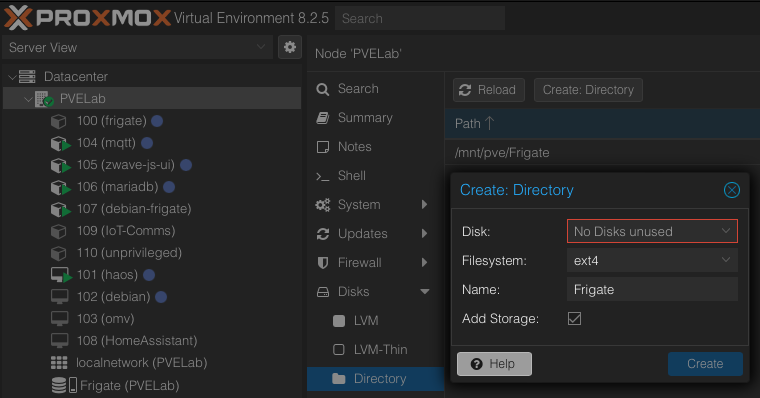 PROXMOX Virtual Environment 8.2.5 Search
Server View
Datacenter
PVELab
100 (frigate)
104 (mqtt)
105 (zwave-js-ui)
106 (mariadb)
107 (debian-frigate)
109 (IoT-Comms)
110 (unprivileged)
101 (haos)
102 (debian)
103 (omv)
108 (HomeAssistant)
localnetwork (PVELab)
Frigate (PVELab)
Node 'PVELab'
Search
Summary
Notes
Shell
System
Updates
Firewall
Disks
LVM
LVM-Thin
Directory
Reload Create: Directory
Path
/mnt/pve/Frigate
Create: Directory
Disk: No Disks unused
Filesystem: ext4
Name: Frigate
Add Storage:
Help Create